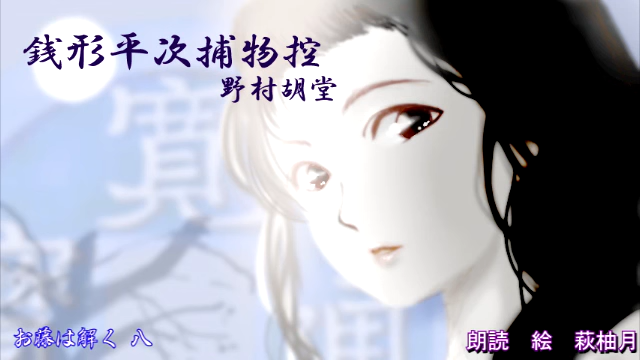 銭形平次捕物控
野村胡堂
寛
お藤は解く 八
朗読　絵　萩柚月